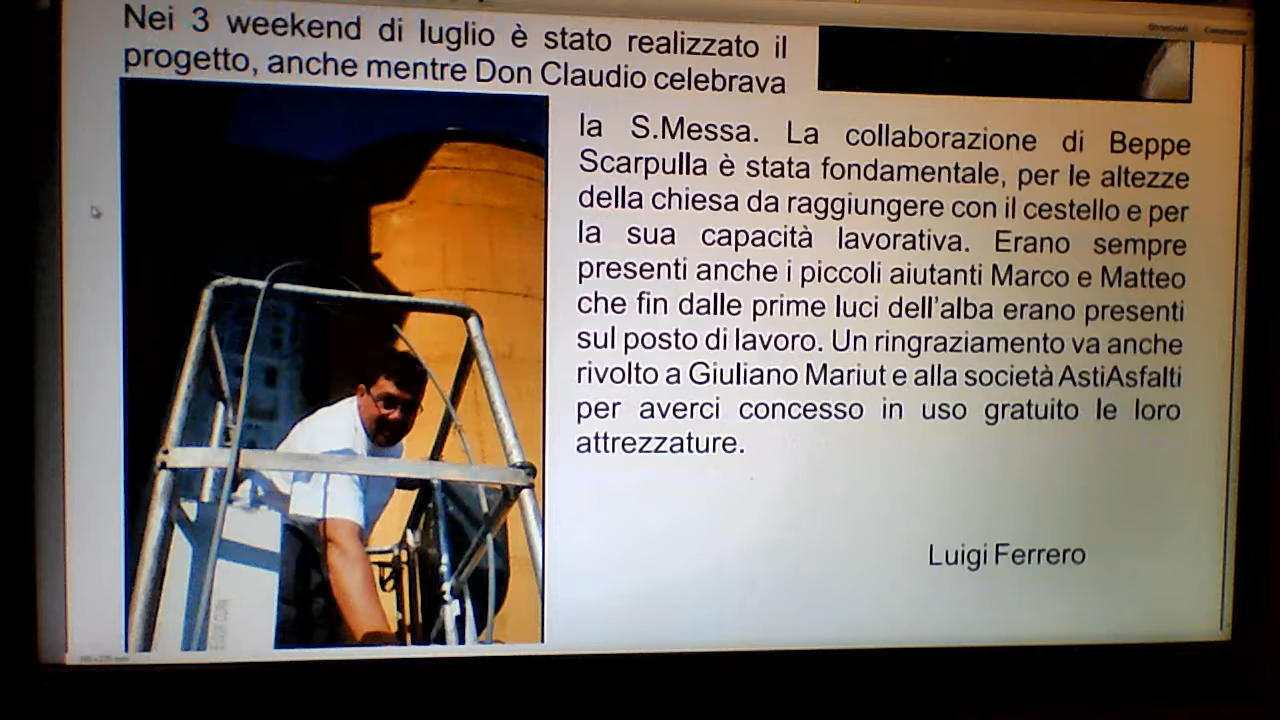 Nei 3 weekend di luglio è stato realizzato il
progetto, anche mentre Don Claudio celebrava
la S.Messa. La collaborazione di Beppe
Scarpulla è stata fondamentale, per le altezze
della chiesa da raggiungere con il cestello e per
la sua capacità lavorativa. Erano sempre
presenti anche i piccoli aiutanti Marco e Matteo
che fin dalle prime luci dell'alba erano presenti
sul posto di lavoro. Un ringraziamento va anche
rivolto a Giuliano Mariut e alla società AstiAsfalti
per averci concesso in uso gratuito le loro
attrezzature.
Luigi Ferrero